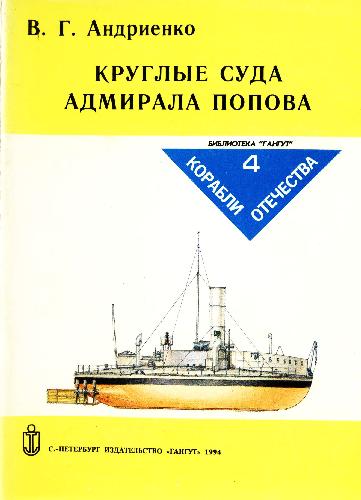 В. Г. Андриенко
КРУГЛЫЕ СУДА
АДМИРАЛА ПОПОВА
БИБЛИОТЕКА "ГАНГУТ"
4
КОРАБЛИ ОТЕЧЕСТВА
С.-ПЕТЕРБУРГ ИЗДАТЕЛЬСТВО «ГАНГУТ» 1994